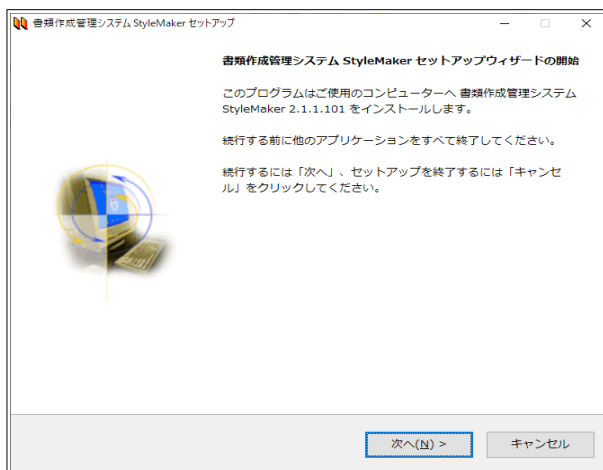 書類作成管理システム StyleMaker セットアップ
書類作成管理システム StyleMaker セットアップウィザードの開始
このプログラムはご使用のコンピューターへ 書類作成管理システム
StyleMaker 2.1.1.101 をインストールします。
続行する前に他のアプリケーションをすべて終了してください。
続行するには「次へ」、セットアップを終了するには「キャンセ
ル」をクリックしてください。
次へ(N) >
キャンセル